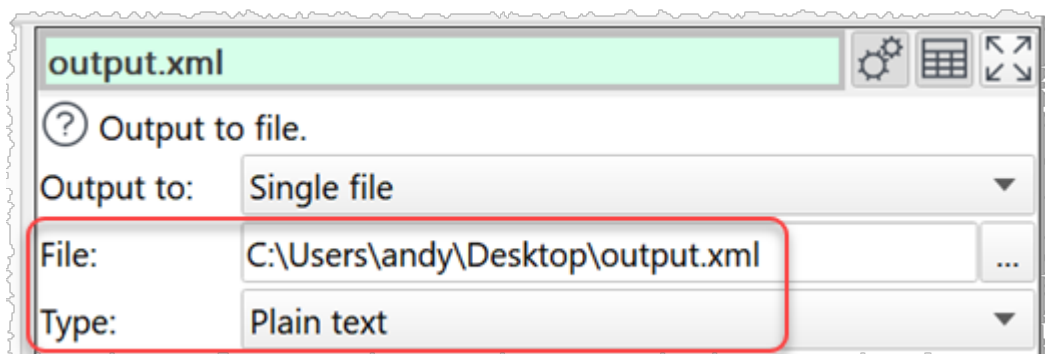 output.xml
? Output to file.
Output to: Single file
File: C:\Users\andy\Desktop\output.xml ...
Type: Plain text